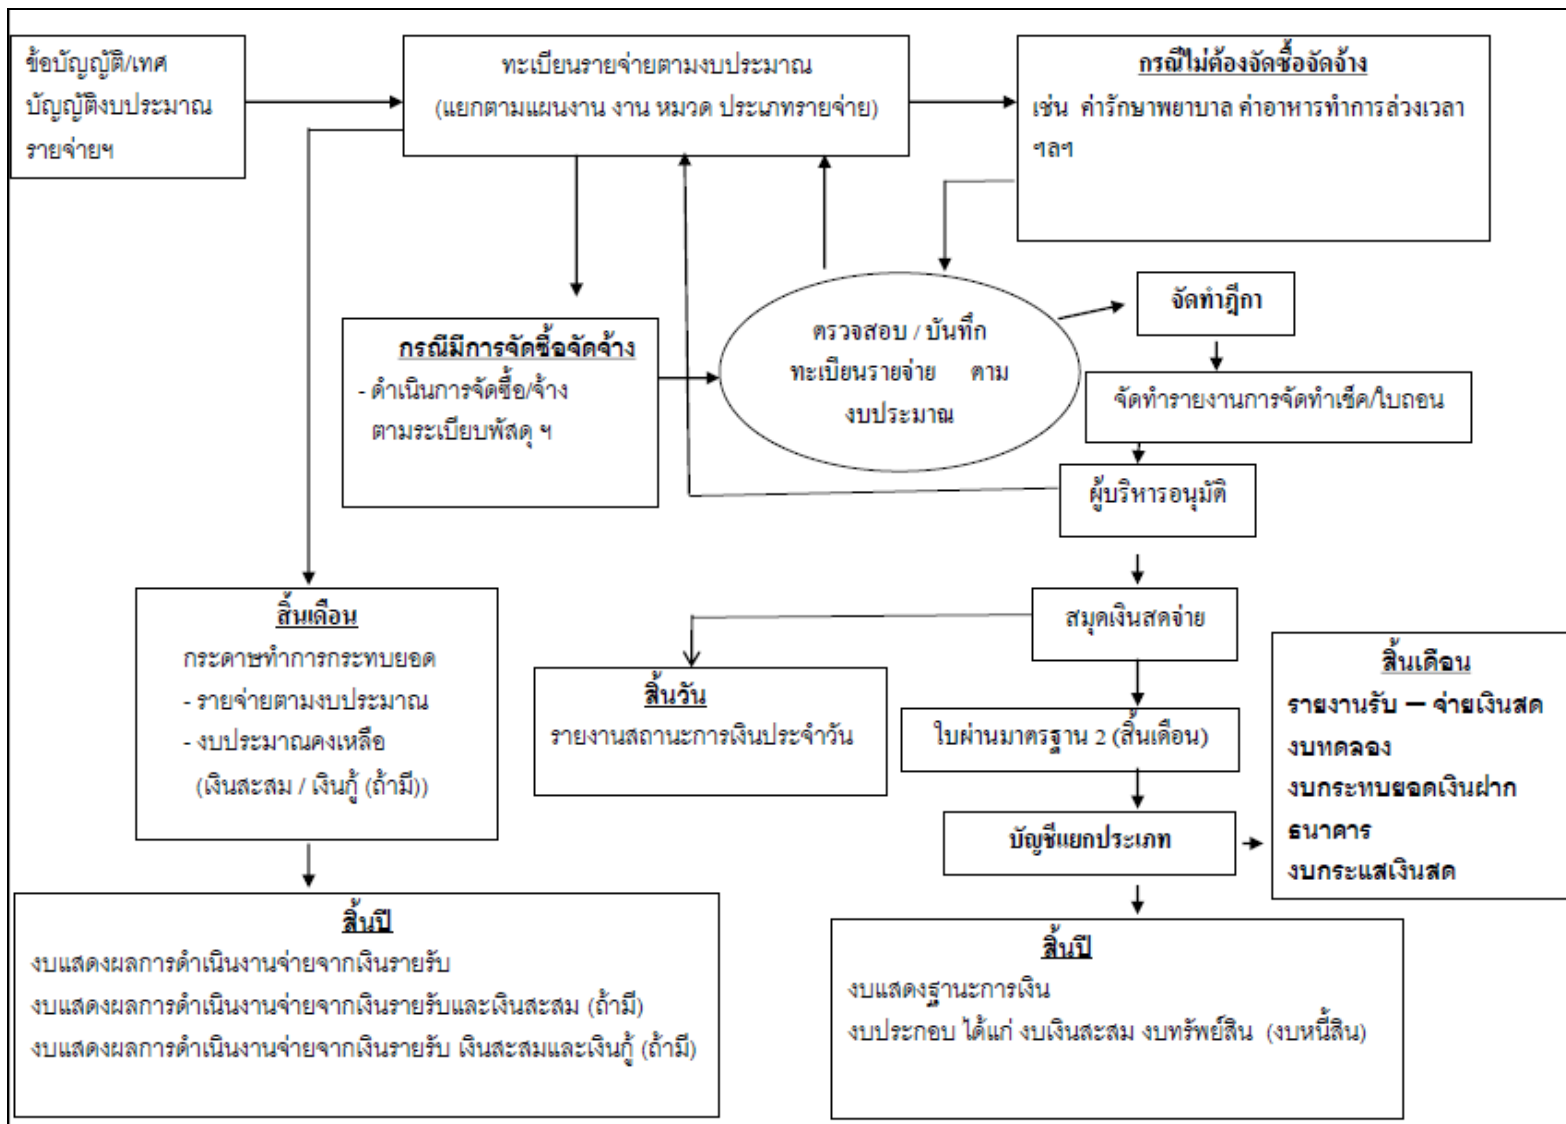 ข้อบัญญัติ/เทศ
บัญญัติงบประมาณ
รายจ่ายฯ
ทะเบียนรายจ่ายตามงบประมาณ
(แยกตามแผนงาน งาน หมวด ประเภทรายจ่าย)
กรณีไม่ต้องจัดซื้อจัดจ้าง
เช่น ค่ารักษาพยาบาล ค่าอาหารทำการล่วงเวลา
ฯลฯ
กรณีมีการจัดซื้อจัดจ้าง
- ดำเนินการจัดซื้อ/จ้าง
ตามระเบียบพัสดุ ฯ
ตรวจสอบ / บันทึก
ทะเบียนรายจ่าย ตาม
งบประมาณ
จัดทำฎีกา
จัดทำรายงานการจัดทำเช็ค/ใบถอน
ผู้บริหารอนุมัติ
สมุดเงินสดจ่าย
สิ้นเดือน
กระดาษทำการกระทบยอด
- รายจ่ายตามงบประมาณ
- งบประมาณคงเหลือ
(เงินสะสม / เงินกู้ (ถ้ามี))
สิ้นวัน
รายงานสถานะการเงินประจำวัน
ใบผ่านมาตรฐาน 2 (สิ้นเดือน)
บัญชีแยกประเภท
สิ้นเดือน
รายงานรับ – จ่ายเงินสด
งบทดลอง
งบกระทบยอดเงินฝาก
ธนาคาร
งบกระแสเงินสด
สิ้นปี
งบแสดงผลการดำเนินงานจ่ายจากเงินรายรับ
งบแสดงผลการดำเนินงานจ่ายจากเงินรายรับและเงินสะสม (ถ้ามี)
งบแสดงผลการดำเนินงานจ่ายจากเงินรายรับ เงินสะสมและเงินกู้ (ถ้ามี)
สิ้นปี
งบแสดงฐานะการเงิน
งบประกอบ ได้แก่ งบเงินสะสม งบทรัพย์สิน (งบหนี้สิน)